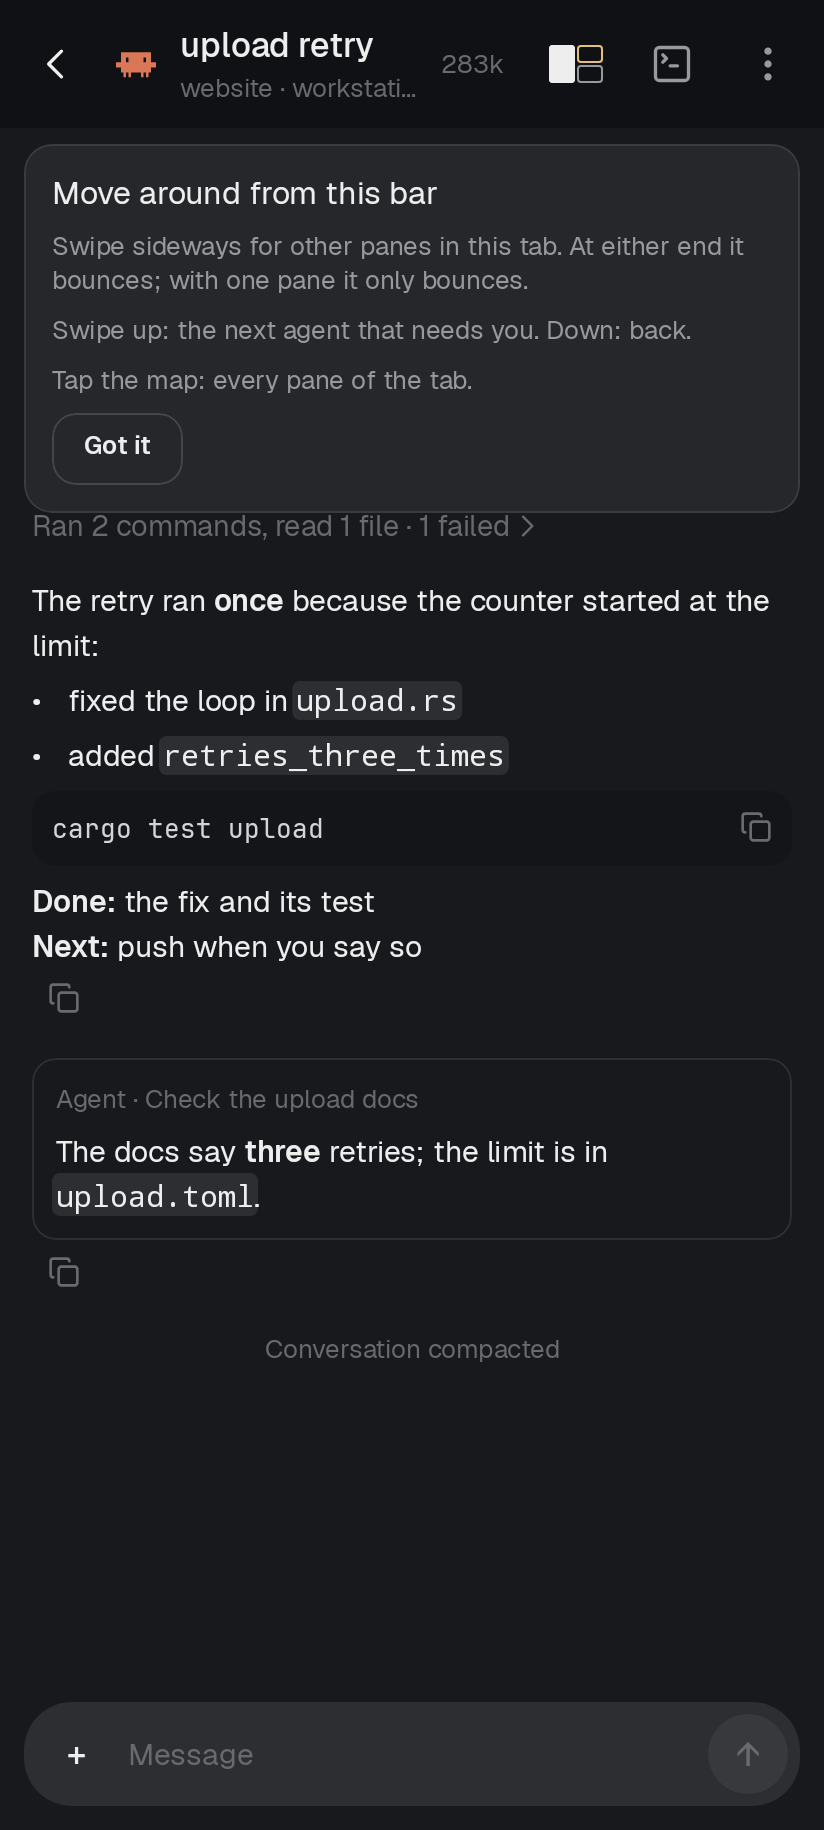 upload retry
website · workstati...
283k
Move around from this bar
Swipe sideways for other panes in this tab. At either end it
bounces; with one pane it only bounces.
Swipe up: the next agent that needs you. Down: back.
Tap the map: every pane of the tab.
Got it
Ran 2 commands, read 1 file · 1 failed
The retry ran once because the counter started at the
limit:
• fixed the loop in upload.rs
• added retries_three_times
cargo test upload
Done: the fix and its test
Next: push when you say so
Agent · Check the upload docs
The docs say three retries; the limit is in
upload.toml.
Conversation compacted
+ Message